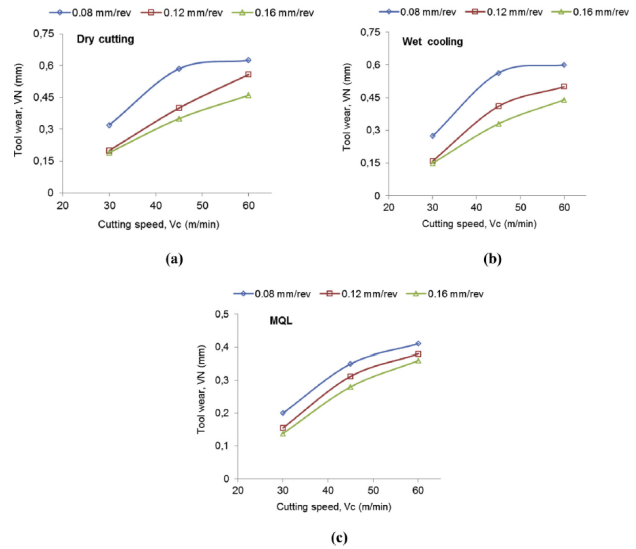 0.08 mm/rev 0.12 mm/rev 0.16 mm/rev
Dry cutting
Tool wear, VN (mm)
0,75
0,6
0,45
0,3
0,15
0
20 30 40 50 60
Cutting speed, Vc (m/min)
(a)
0.08 mm/rev 0.12 mm/rev 0.16 mm/rev
Wet cooling
Tool wear, VN (mm)
0,75
0,6
0,45
0,3
0,15
0
20 30 40 50 60
Cutting speed, Vc (m/min)
(b)
0.08 mm/rev 0.12 mm/rev 0.16 mm/rev
MQL
Tool wear, VN (mm)
0,5
0,4
0,3
0,2
0,1
0
20 30 40 50 60
Cutting speed, Vc (m/min)
(c)